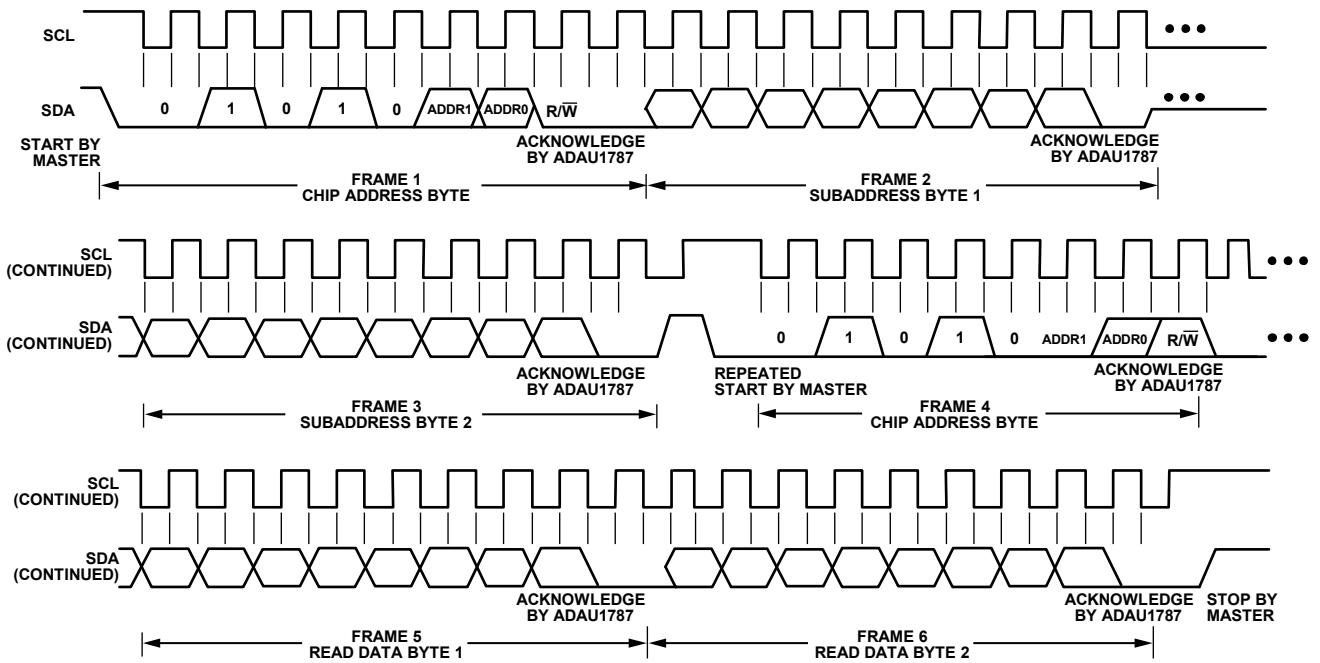 SCL
SDA
0 1 0 1 0 ADDR1 ADDR0 R/W̅
START BY
MASTER
ACKNOWLEDGE
BY ADAU1787
ACKNOWLEDGE
BY ADAU1787
FRAME 1
CHIP ADDRESS BYTE
FRAME 2
SUBADDRESS BYTE 1
SCL
(CONTINUED)
SDA
(CONTINUED)
0 1 0 1 0 ADDR1 ADDR0 R/W̅
ACKNOWLEDGE
BY ADAU1787
REPEATED
START BY MASTER
ACKNOWLEDGE
BY ADAU1787
FRAME 3
SUBADDRESS BYTE 2
FRAME 4
CHIP ADDRESS BYTE
SCL
(CONTINUED)
SDA
(CONTINUED)
ACKNOWLEDGE
BY ADAU1787
ACKNOWLEDGE
BY ADAU1787
STOP BY
MASTER
FRAME 5
READ DATA BYTE 1
FRAME 6
READ DATA BYTE 2